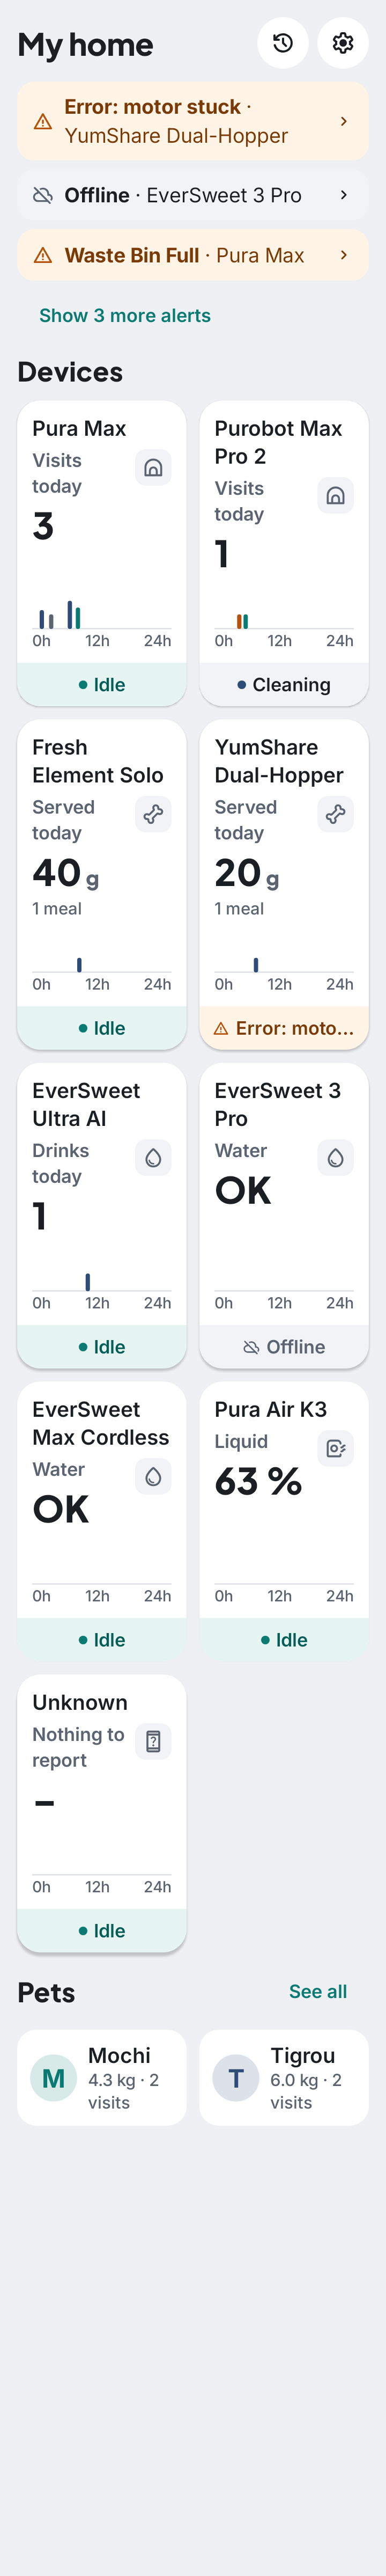 My home
Error: motor stuck ·
YumShare Dual-Hopper
Offline · EverSweet 3 Pro
Waste Bin Full · Pura Max
Show 3 more alerts
Devices
Pura Max
Visits
today
3
0h 12h 24h
Idle
Purobot Max
Pro 2
Visits
today
1
0h 12h 24h
Cleaning
Fresh
Element Solo
Served
today
40 g
1 meal
0h 12h 24h
Idle
YumShare
Dual-Hopper
Served
today
20 g
1 meal
0h 12h 24h
Error: moto...
EverSweet
Ultra AI
Drinks
today
1
0h 12h 24h
Idle
EverSweet 3
Pro
Water
OK
0h 12h 24h
Offline
EverSweet
Max Cordless
Water
OK
0h 12h 24h
Idle
Pura Air K3
Liquid
63 %
0h 12h 24h
Idle
Unknown
Nothing to
report
–
0h 12h 24h
Idle
Pets
See all
M
Mochi
4.3 kg · 2
visits
T
Tigrou
6.0 kg · 2
visits